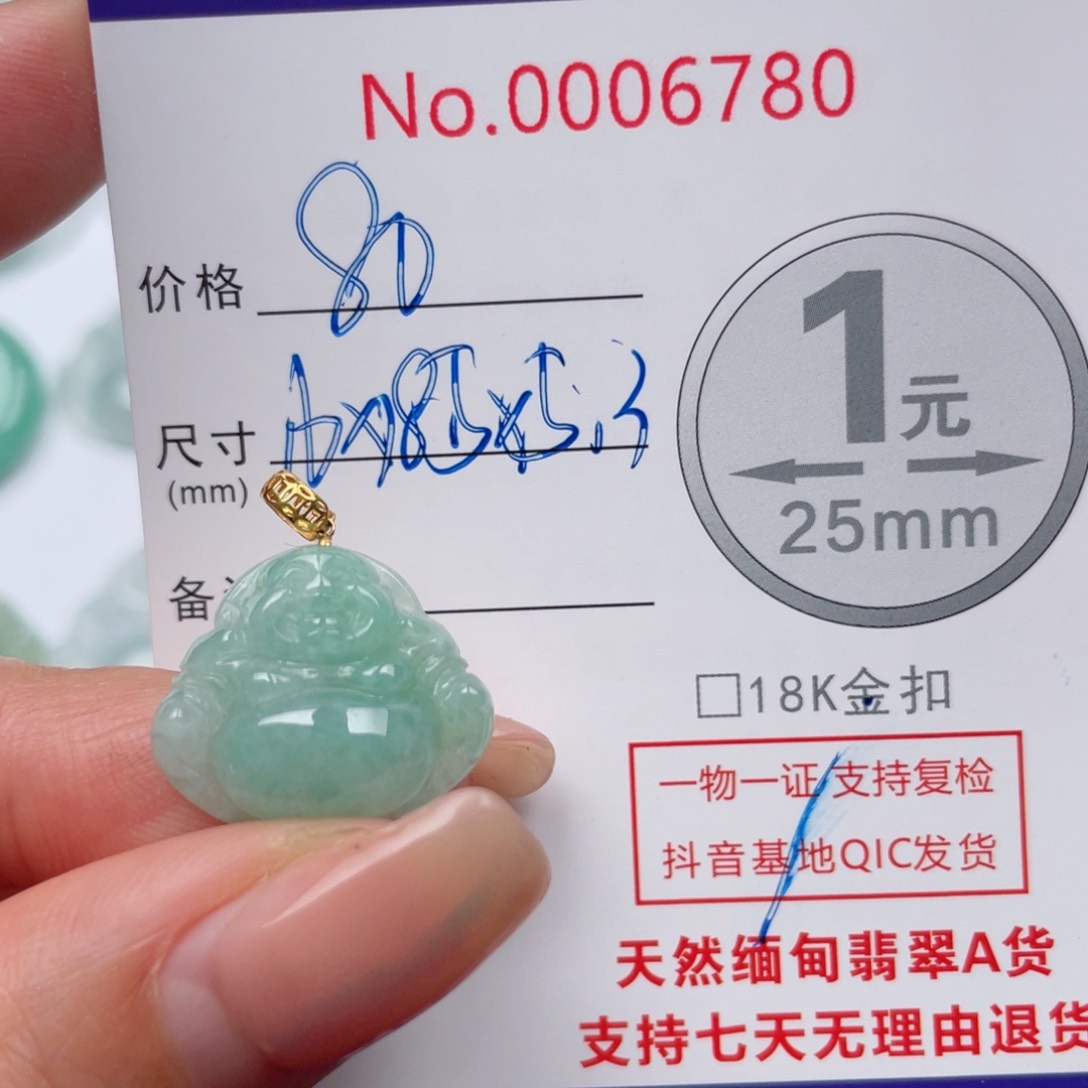 No.0006780
价格 80
尺寸
(mm)
备
1元
25mm
□18K金扣
一物一证 支持复检
抖音基地QIC发货
天然缅甸翡翠A货
支持七天无理由退货